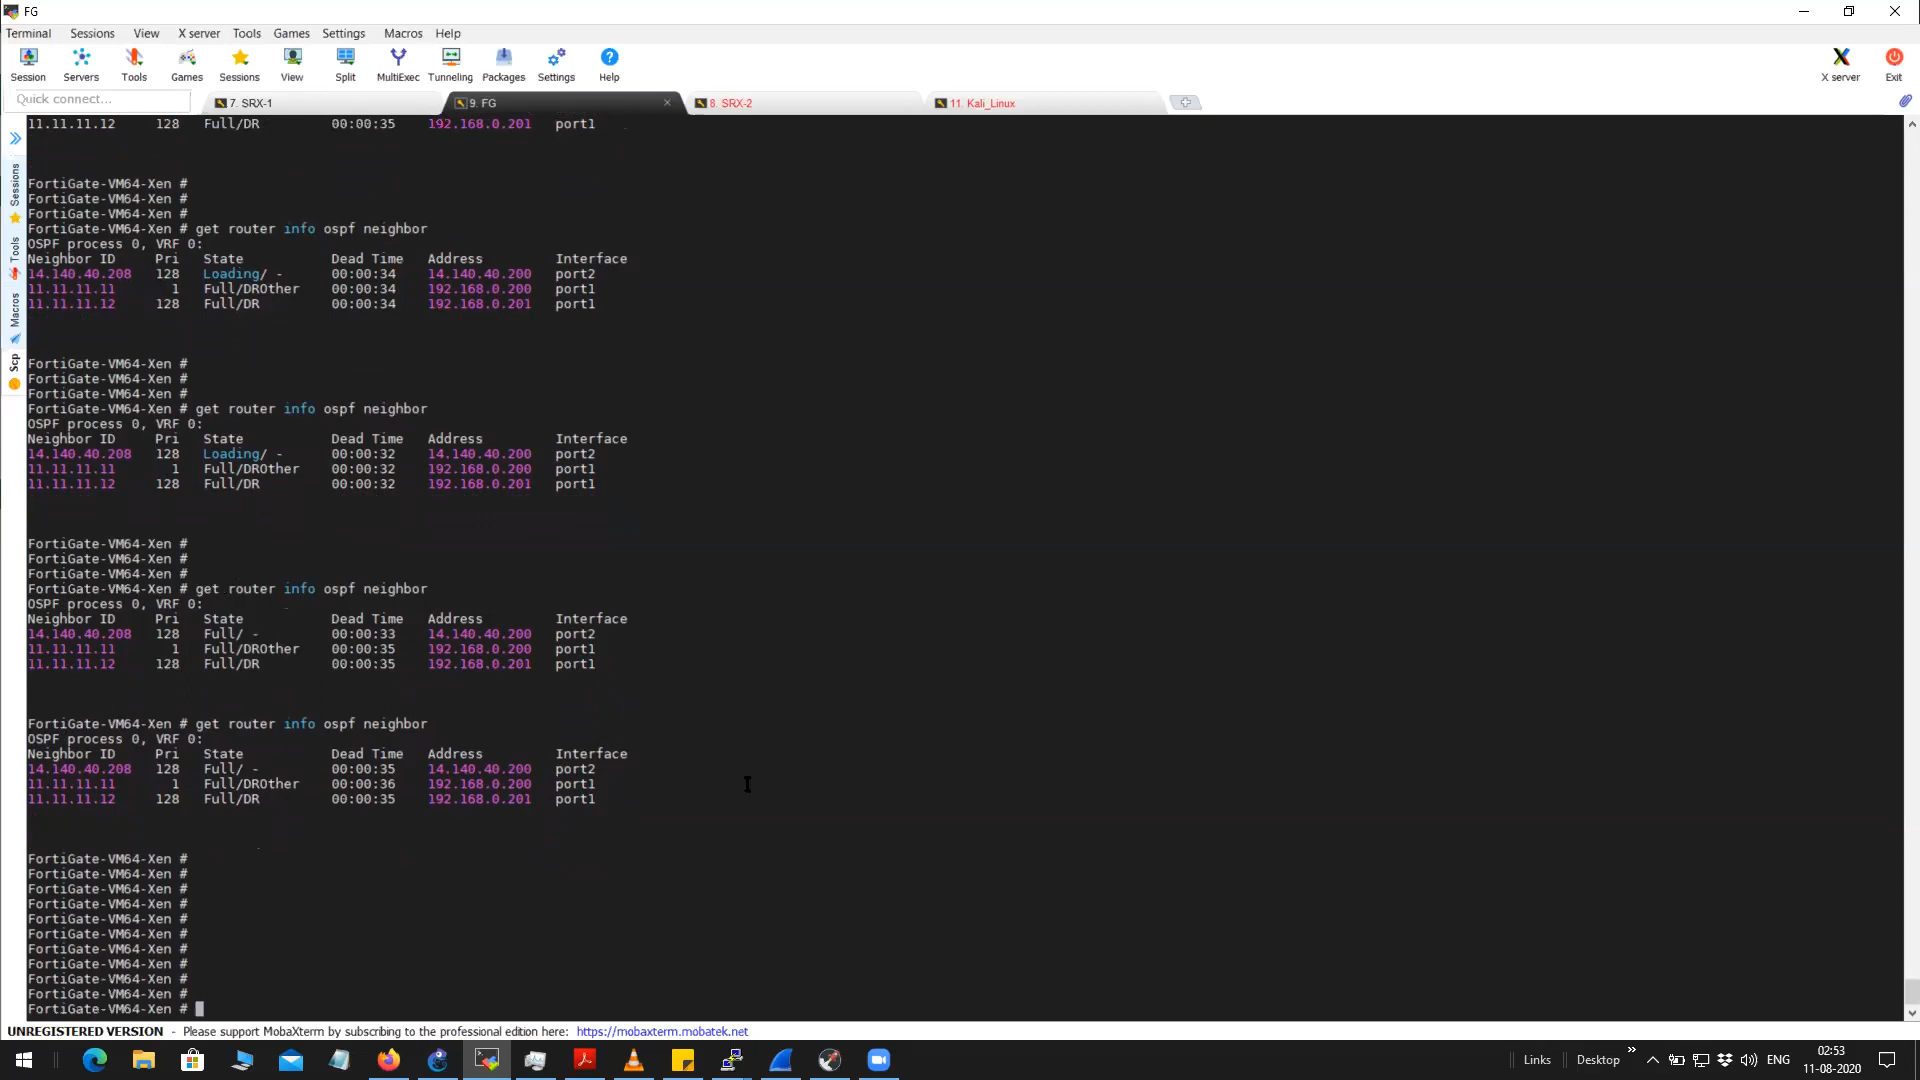 FG
Terminal Sessions View X server Tools Games Settings Macros Help
Session Servers Tools Games Sessions View Split MultiExec Tunneling Packages Settings Help X server Exit
Quick connect... 7. SRX-1 9. FG 8. SRX-2 11. Kali_Linux
Sessions
Tools
Macros
Scp
11.11.11.12 128 Full/DR 00:00:35 192.168.0.201 port1
FortiGate-VM64-Xen #
FortiGate-VM64-Xen #
FortiGate-VM64-Xen #
FortiGate-VM64-Xen # get router info ospf neighbor
OSPF process 0, VRF 0:
Neighbor ID Pri State Dead Time Address Interface
14.140.40.208 128 Loading/ - 00:00:34 14.140.40.200 port2
11.11.11.11 1 Full/DROther 00:00:34 192.168.0.200 port1
11.11.11.12 128 Full/DR 00:00:34 192.168.0.201 port1
FortiGate-VM64-Xen #
FortiGate-VM64-Xen #
FortiGate-VM64-Xen #
FortiGate-VM64-Xen # get router info ospf neighbor
OSPF process 0, VRF 0:
Neighbor ID Pri State Dead Time Address Interface
14.140.40.208 128 Loading/ - 00:00:32 14.140.40.200 port2
11.11.11.11 1 Full/DROther 00:00:32 192.168.0.200 port1
11.11.11.12 128 Full/DR 00:00:32 192.168.0.201 port1
FortiGate-VM64-Xen #
FortiGate-VM64-Xen #
FortiGate-VM64-Xen #
FortiGate-VM64-Xen # get router info ospf neighbor
OSPF process 0, VRF 0:
Neighbor ID Pri State Dead Time Address Interface
14.140.40.208 128 Full/ - 00:00:33 14.140.40.200 port2
11.11.11.11 1 Full/DROther 00:00:35 192.168.0.200 port1
11.11.11.12 128 Full/DR 00:00:35 192.168.0.201 port1
FortiGate-VM64-Xen # get router info ospf neighbor
OSPF process 0, VRF 0:
Neighbor ID Pri State Dead Time Address Interface
14.140.40.208 128 Full/ - 00:00:35 14.140.40.200 port2
11.11.11.11 1 Full/DROther 00:00:36 192.168.0.200 port1
11.11.11.12 128 Full/DR 00:00:35 192.168.0.201 port1
FortiGate-VM64-Xen #
FortiGate-VM64-Xen #
FortiGate-VM64-Xen #
FortiGate-VM64-Xen #
FortiGate-VM64-Xen #
FortiGate-VM64-Xen #
FortiGate-VM64-Xen #
FortiGate-VM64-Xen #
FortiGate-VM64-Xen #
FortiGate-VM64-Xen #
FortiGate-VM64-Xen #
UNREGISTERED VERSION - Please support MobaXterm by subscribing to the professional edition here: https://mobaxterm.mobatek.net
Links Desktop » ENG 02:53
11-08-2020